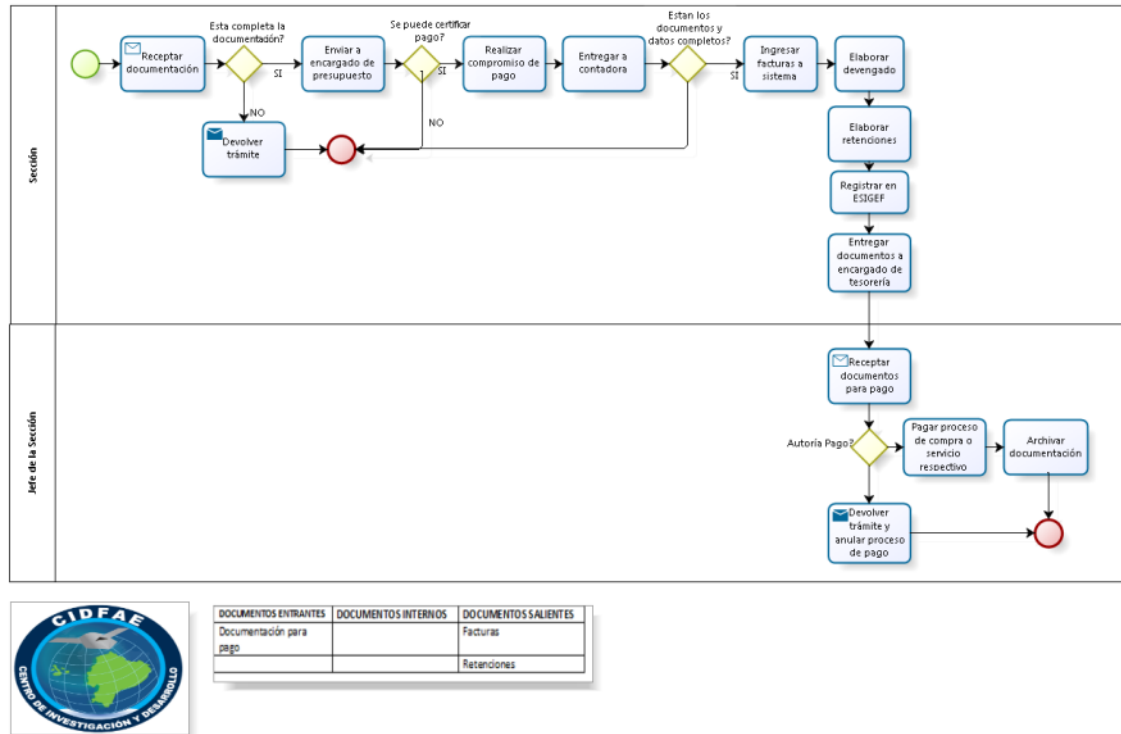 Esta completa la
documentación?
Se puede certificar
pago?
Estan los
documentos y
datos completos?
Sección
Receptar
documentación
SI
Enviar a
encargado de
presupuesto
SI
Realizar
compromiso de
pago
Entregar a
contadora
SI
Ingresar
facturas a
sistema
Elaborar
devengado
NO
NO
Devolver
trámite
Elaborar
retenciones
Registrar en
ESIGEF
Entregar
documentos a
encargado de
tesorería
Jefe de la Sección
Receptar
documentos
para pago
Autoría Pago?
Pagar proceso
de compra o
servicio
respectivo
Archivar
documentación
Devolver
trámite y
anular proceso
de pago
CIDFAE
CENTRO DE INVESTIGACIÓN Y DESARROLLO
DOCUMENTOS ENTRANTES DOCUMENTOS INTERNOS DOCUMENTOS SALIENTES
Documentación para
pago
Facturas
Retenciones